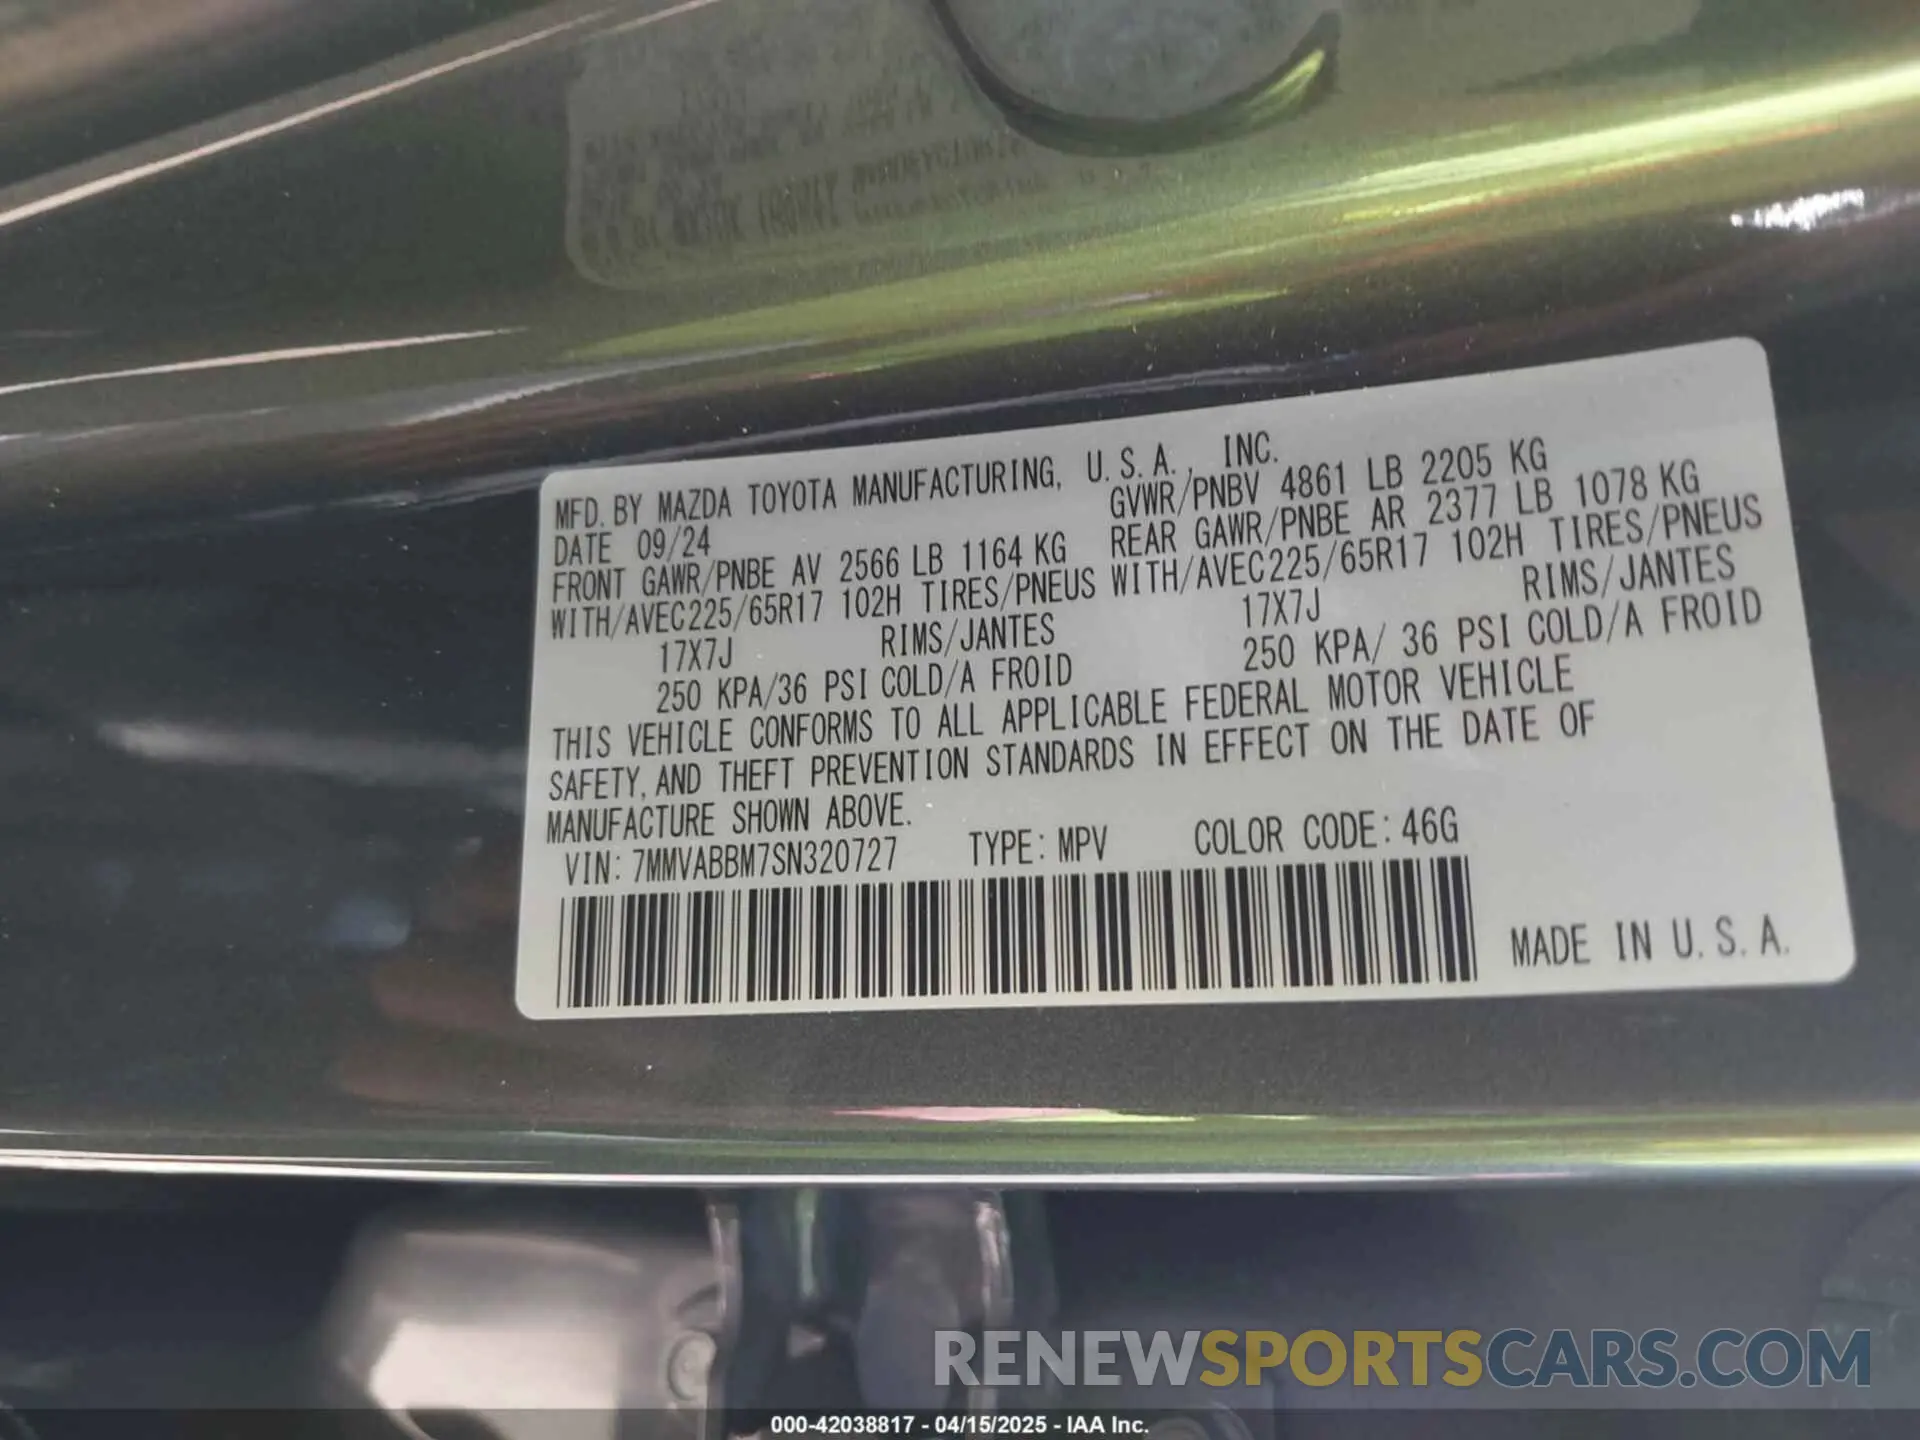 MFD. BY MAZDA TOYOTA MANUFACTURING, U.S.A., INC.
DATE 09/24 GVWR/PNBV 4861 LB 2205 KG
FRONT GAWR/PNBE AV 2566 LB 1164 KG REAR GAWR/PNBE AR 2377 LB 1078 KG
WITH/AVEC225/65R17 102H TIRES/PNEUS WITH/AVEC225/65R17 102H TIRES/PNEUS
17X7J RIMS/JANTES 17X7J RIMS/JANTES
250 KPA/36 PSI COLD/A FROID 250 KPA/ 36 PSI COLD/A FROID
THIS VEHICLE CONFORMS TO ALL APPLICABLE FEDERAL MOTOR VEHICLE
SAFETY, AND THEFT PREVENTION STANDARDS IN EFFECT ON THE DATE OF
MANUFACTURE SHOWN ABOVE.
VIN: 7MMVABBM7SN320727 TYPE: MPV COLOR CODE: 46G
MADE IN U.S.A.
RENEWSPORTSCARS.COM
000-42038817 - 04/15/2025 - IAA Inc.